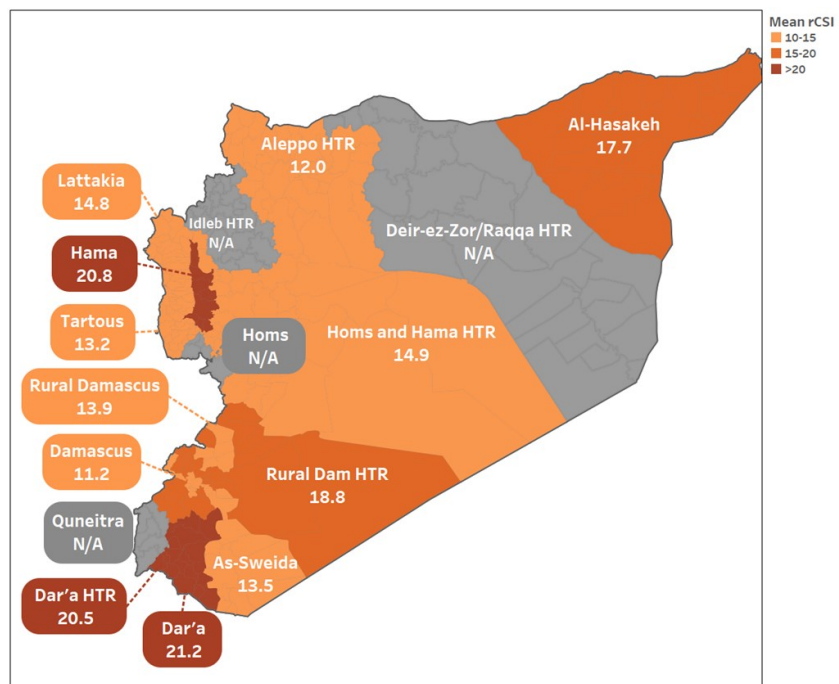 Mean rCSI
10-15
15-20
>20
Al-Hasakeh
17.7
Aleppo HTR
12.0
Lattakia
14.8
Idleb HTR
N/A
Deir-ez-Zor/Raqqa HTR
N/A
Hama
20.8
Tartous
13.2
Homs
N/A
Homs and Hama HTR
14.9
Rural Damascus
13.9
Damascus
11.2
Rural Dam HTR
18.8
Quneitra
N/A
As-Sweida
13.5
Dar'a HTR
20.5
Dar'a
21.2